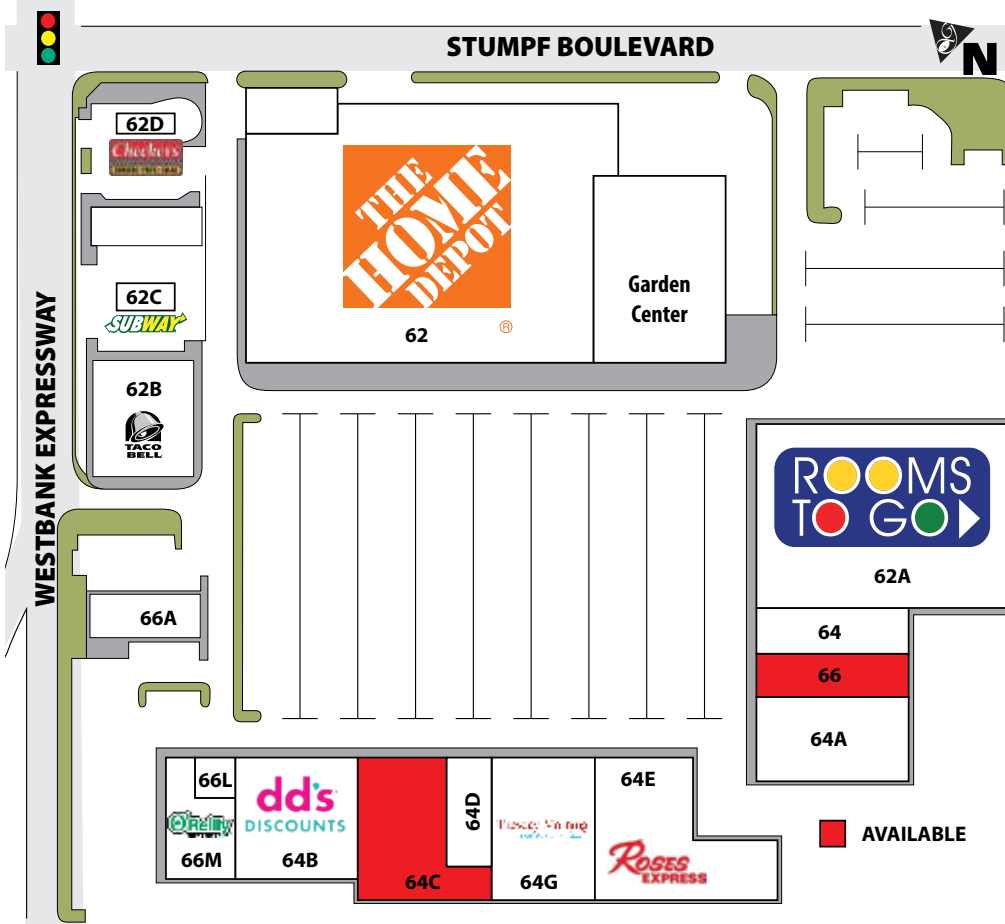 STUMPF BOULEVARD
N
WESTBANK EXPRESSWAY
62D
Checkers
62C
SUBWAY
62B
TACO
BELL
66A
THE
HOME
DEPOT
®
62
Garden
Center
ROOMS
TO GO
62A
64
66
64A
66L
O'Reilly
66M
dd's
DISCOUNTS
64B
64C
64D
Tuesday Morning
64G
64E
ROSES
EXPRESS
AVAILABLE